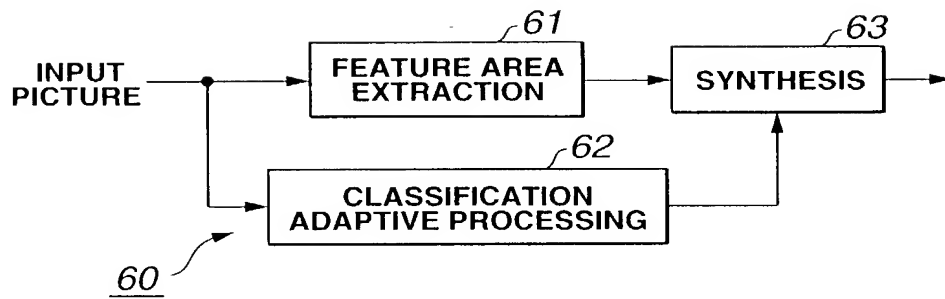 61
63
INPUT
PICTURE
FEATURE AREA
EXTRACTION
SYNTHESIS
62
CLASSIFICATION
ADAPTIVE PROCESSING
60